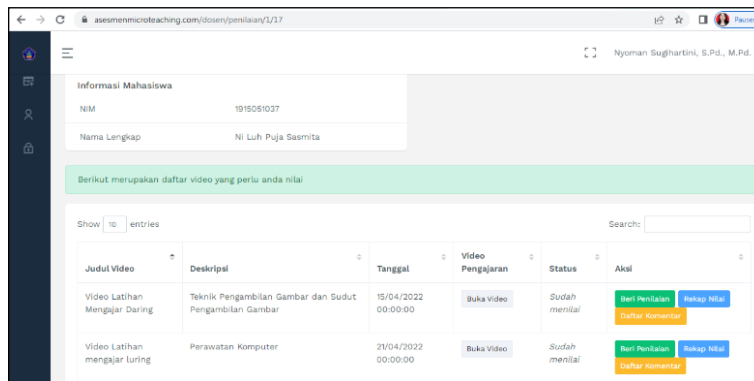 asesmenmicroteaching.com/dosen/penilaian/1/17
Nyoman Sugihartini, S.Pd., M.Pd.
Informasi Mahasiswa
NIM 1915051037
Nama Lengkap Ni Luh Puja Sasmita
Berikut merupakan daftar video yang perlu anda nilai
Show 10 entries Search:
Judul Video Deskripsi Tanggal Video Pengajaran Status Aksi
Video Latihan Teknik Pengambilan Gambar dan Sudut 15/04/2022 Buka Video Sudah Beri Penilaian Rekap Nilai
Mengajar Daring Pengambilan Gambar 00:00:00 menilai Daftar Komentar
Video Latihan Perawatan Komputer 21/04/2022 Buka Video Sudah Beri Penilaian Rekap Nilai
mengajar luring 00:00:00 menilai Daftar Komentar